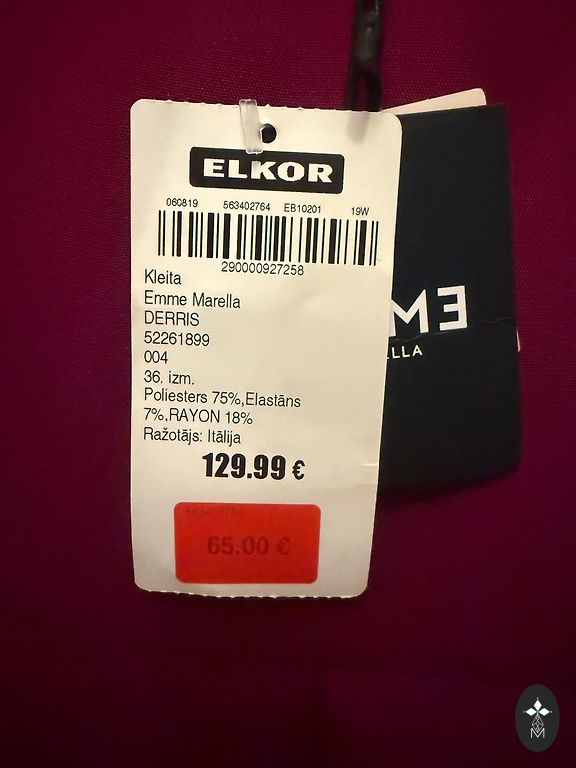 ELKOR
060819 563402764 EB10201 19W
290000927258
Kleita
Emme Marella
DERRIS
52261899
004
36. izm.
Poliesters 75%,Elastāns
7%,RAYON 18%
Ražotājs: Itālija
129.99 €
563402764
65.00 €
ME
LLA
M